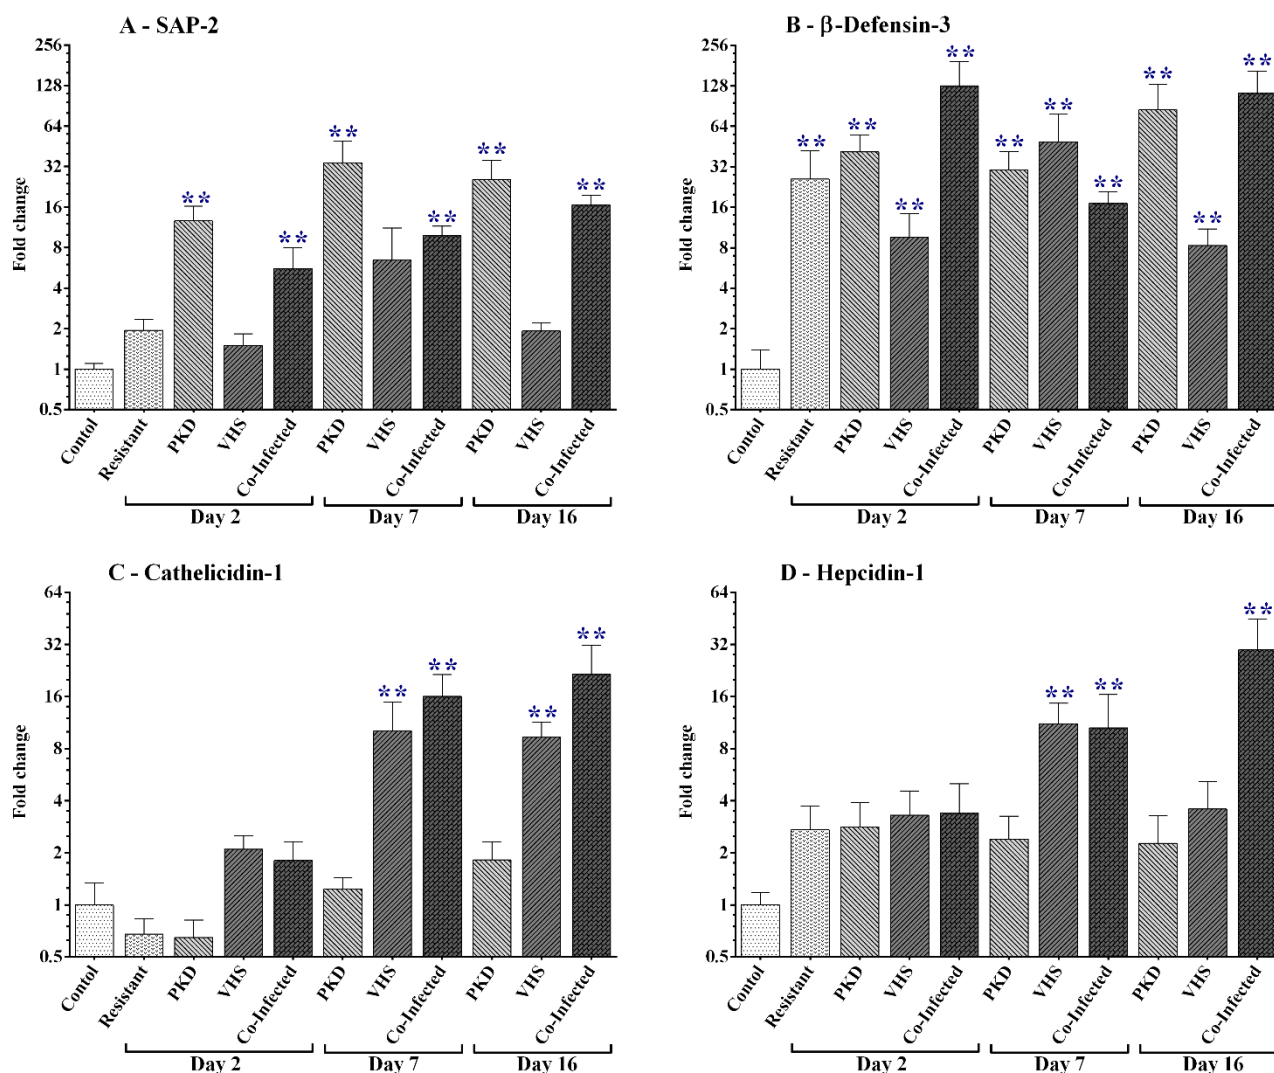 A - SAP-2
Fold change
256
128
64
32
16
8
4
2
1
0.5
** ** ** ** ** **
Contol
Resistant
PKD
VHS
Co-Infected
PKD
VHS
Co-Infected
PKD
VHS
Co-Infected
Day 2
Day 7
Day 16
B - β-Defensin-3
Fold change
256
128
64
32
16
8
4
2
1
0.5
** ** ** ** ** ** ** ** ** **
Contol
Resistant
PKD
VHS
Co-Infected
PKD
VHS
Co-Infected
PKD
VHS
Co-Infected
Day 2
Day 7
Day 16
C - Cathelicidin-1
Fold change
64
32
16
8
4
2
1
0.5
** ** ** **
Contol
Resistant
PKD
VHS
Co-Infected
PKD
VHS
Co-Infected
PKD
VHS
Co-Infected
Day 2
Day 7
Day 16
D - Hepcidin-1
Fold change
64
32
16
8
4
2
1
0.5
** ** **
Contol
Resistant
PKD
VHS
Co-Infected
PKD
VHS
Co-Infected
PKD
VHS
Co-Infected
Day 2
Day 7
Day 16